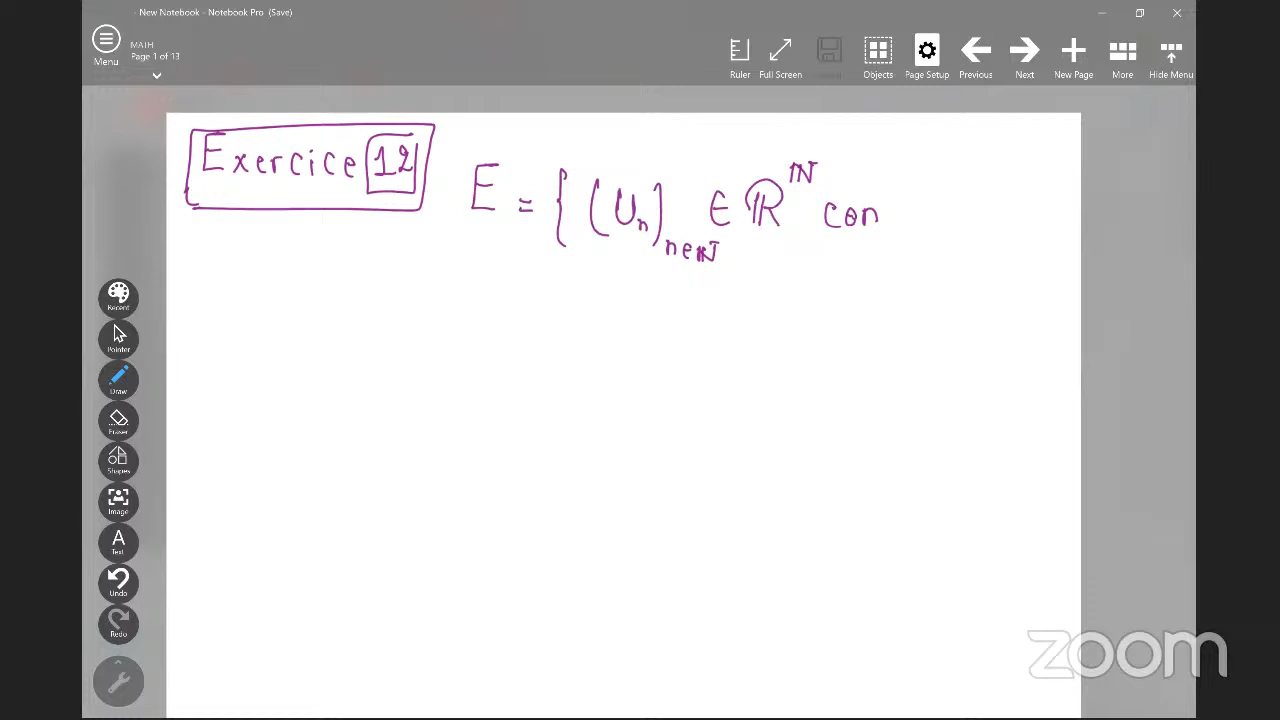 - New Notebook - Notebook Pro (Save)
Menu
MATH
Page 1 of 13
Ruler
Full Screen
Objects
Page Setup
Previous
Next
New Page
More
Hide Menu
Exercice 12
E = { (Un)n∈ℕ ∈ ℝ^ℕ con
Recent
Pointer
Draw
Eraser
Shapes
Image
A
Text
Undo
Redo
zoom